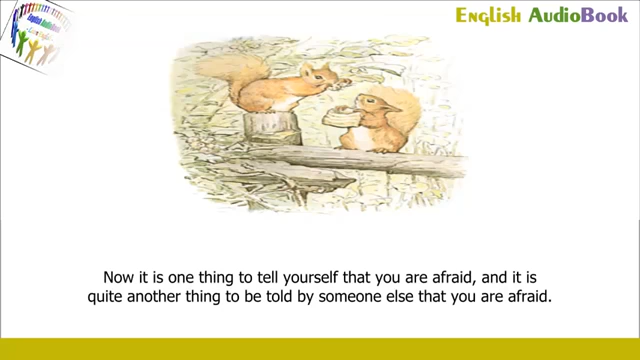 English AudioBook
Now it is one thing to tell yourself that you are afraid, and it is
quite another thing to be told by someone else that you are afraid.